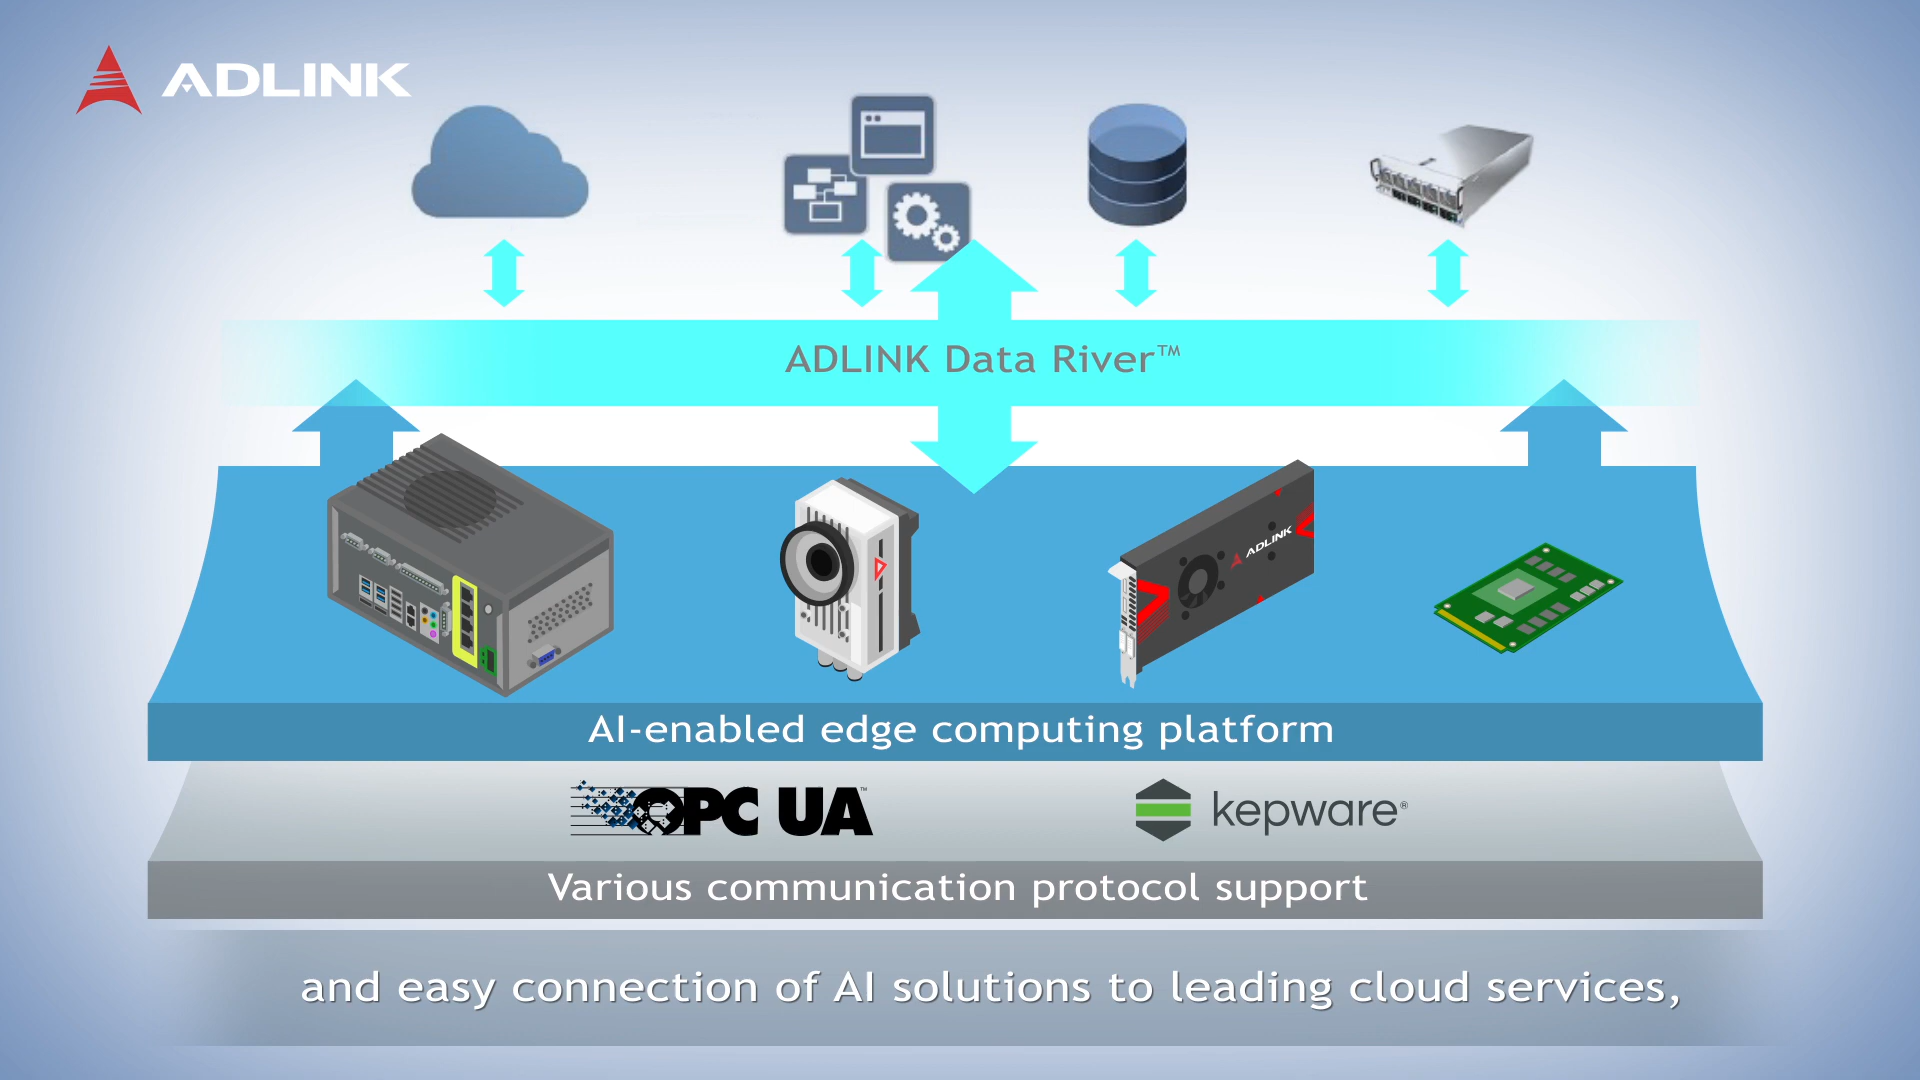 ADLINK
ADLINK Data River™
ADLINK
AI-enabled edge computing platform
OPC UA™
kepware®
Various communication protocol support
and easy connection of AI solutions to leading cloud services,